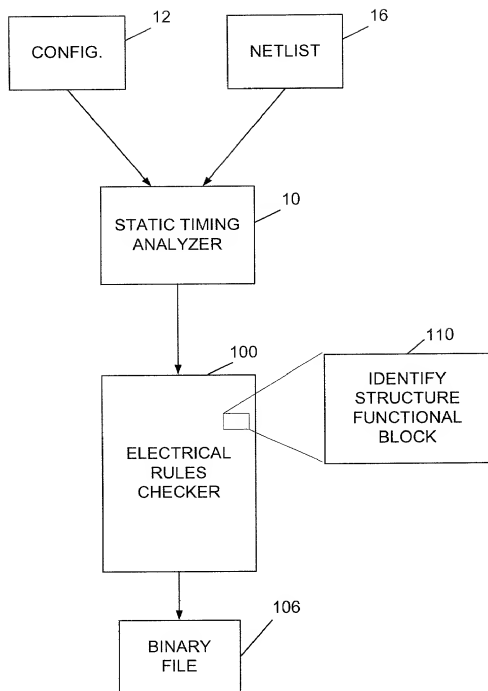 12
CONFIG.
16
NETLIST
10
STATIC TIMING
ANALYZER
100
ELECTRICAL
RULES
CHECKER
110
IDENTIFY
STRUCTURE
FUNCTIONAL
BLOCK
106
BINARY
FILE